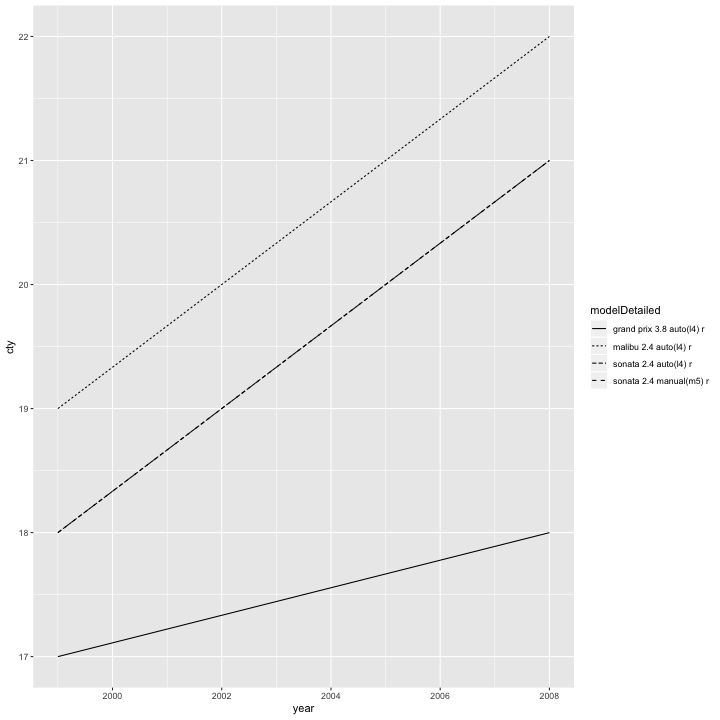 22
21
20
19
18
17
cty
2000 2002 2004 2006 2008
year
modelDetailed
grand prix 3.8 auto(l4) r
malibu 2.4 auto(l4) r
sonata 2.4 auto(l4) r
sonata 2.4 manual(m5) r